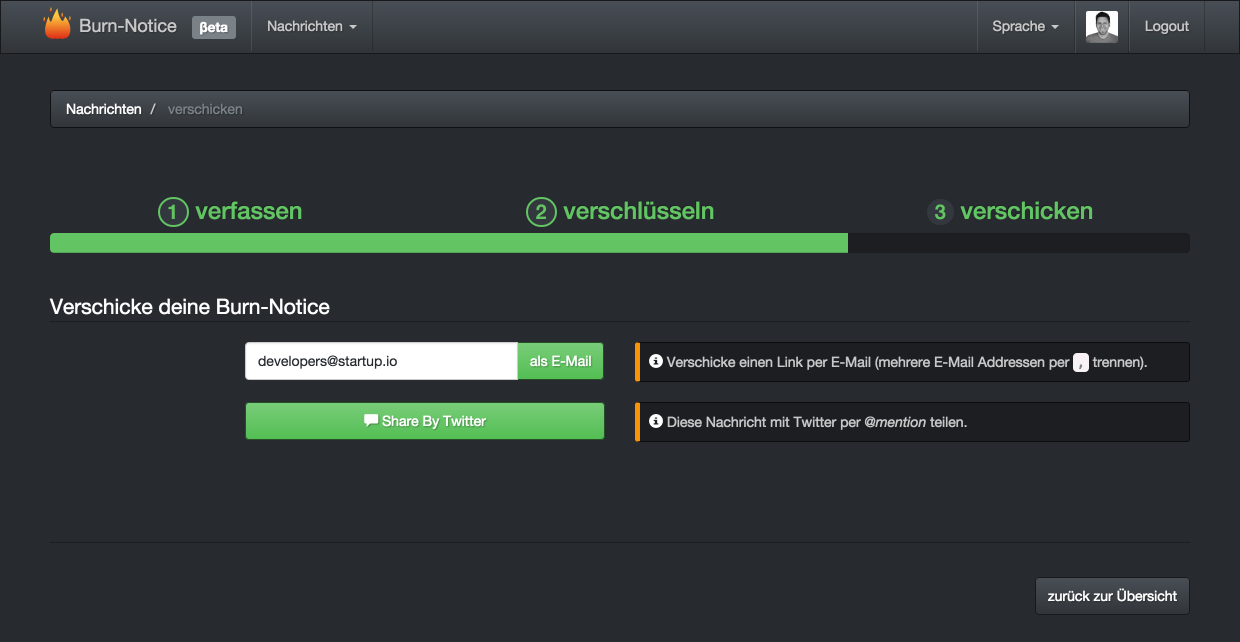 Burn-Notice βeta Nachrichten Sprache Logout
Nachrichten / verschicken
1 verfassen 2 verschlüsseln 3 verschicken
Verschicke deine Burn-Notice
developers@startup.io als E-Mail Verschicke einen Link per E-Mail (mehrere E-Mail Addressen per , trennen).
Share By Twitter Diese Nachricht mit Twitter per @mention teilen.
zurück zur Übersicht